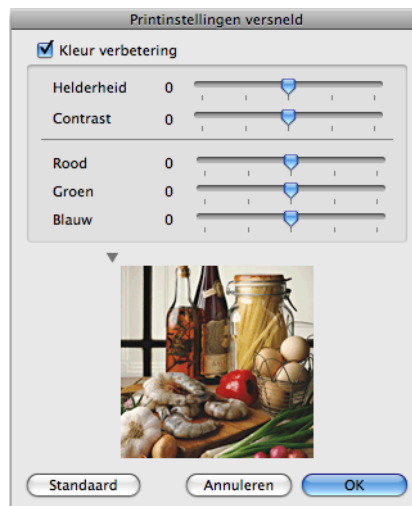 Printinstellingen versneld
Kleur verbetering
Helderheid 0
Contrast 0
Rood 0
Groen 0
Blauw 0
Standaard Annuleren OK